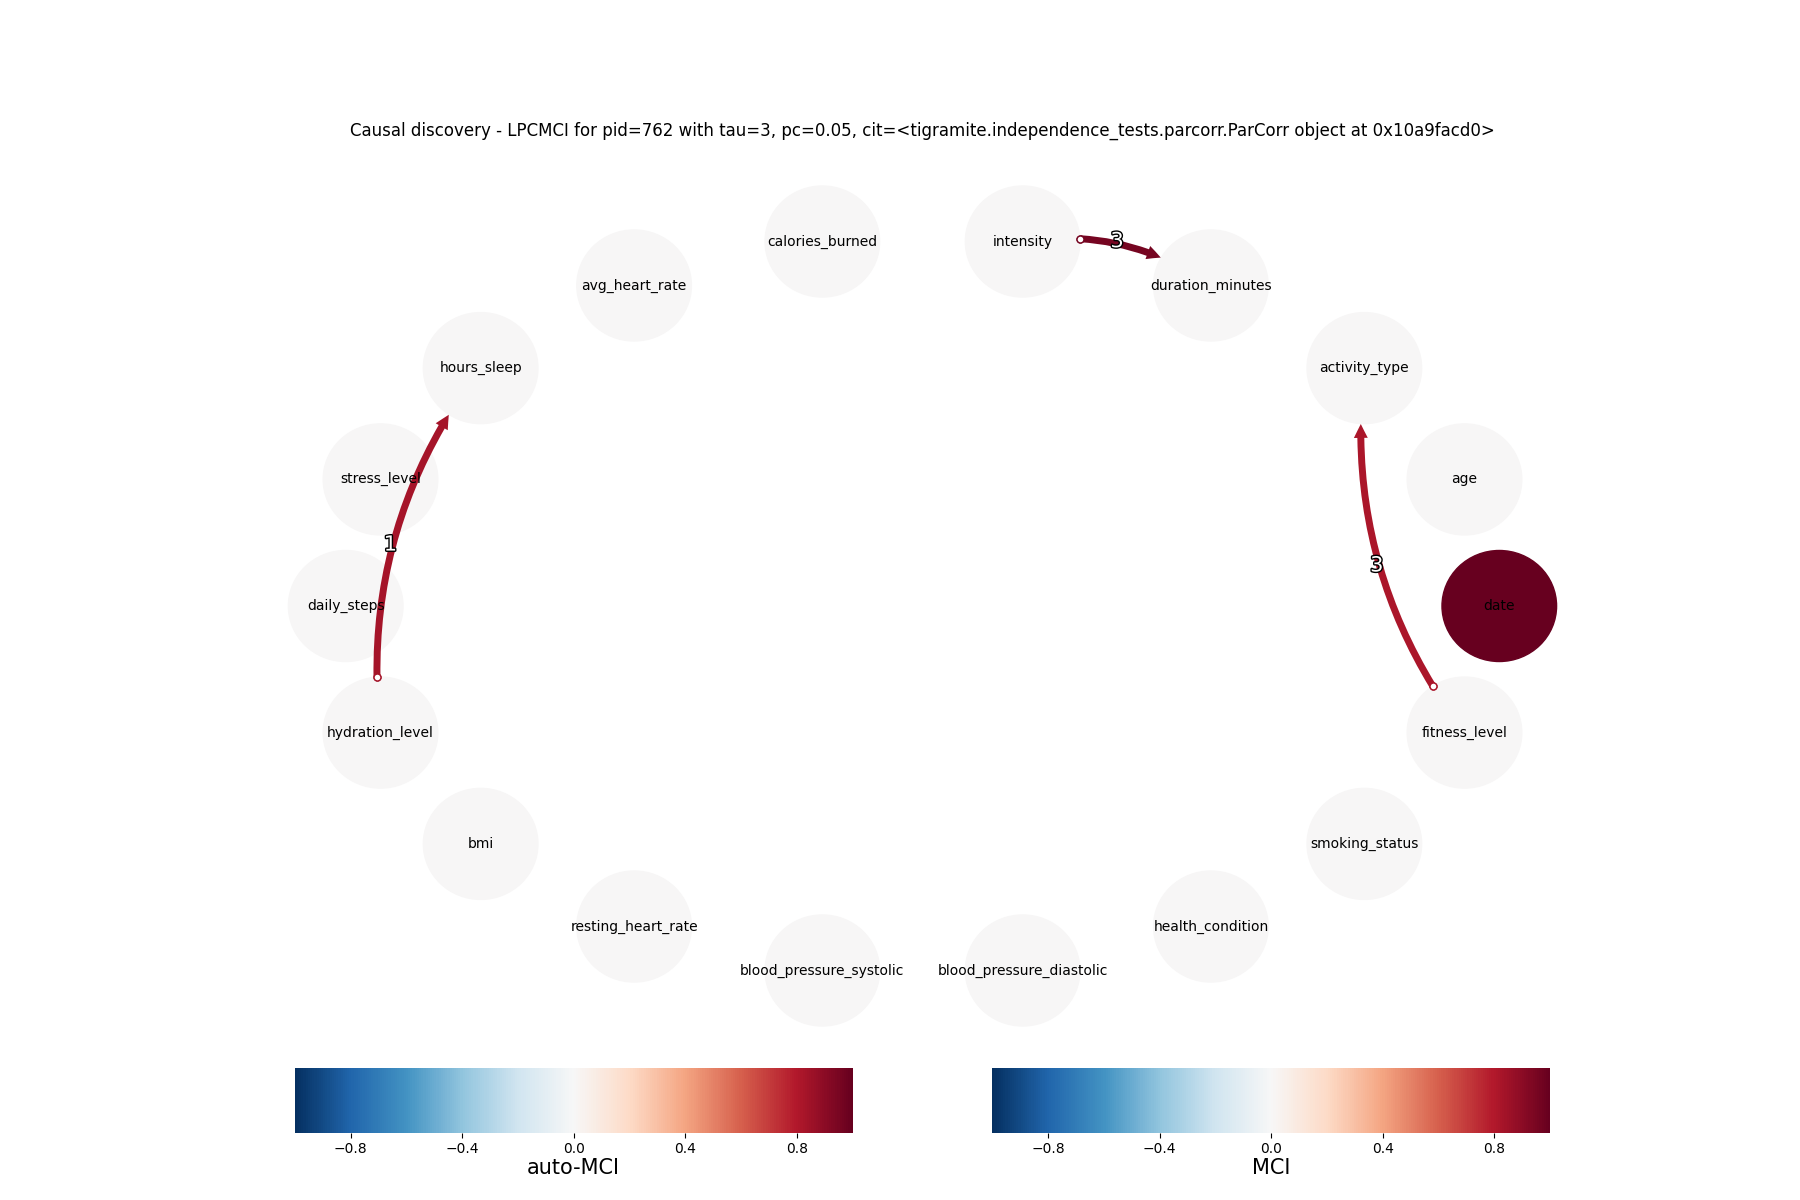 Causal discovery - LPCMCI for pid=762 with tau=3, pc=0.05, cit=<tigramite.independence_tests.parcorr.ParCorr object at 0x10a9facd0>
calories_burned
intensity
3
avg_heart_rate
duration_minutes
hours_sleep
activity_type
stress_level
age
1
3
daily_steps
date
hydration_level
fitness_level
bmi
smoking_status
resting_heart_rate
health_condition
blood_pressure_systolic
blood_pressure_diastolic
−0.8 −0.4 0.0 0.4 0.8
auto-MCI
−0.8 −0.4 0.0 0.4 0.8
MCI